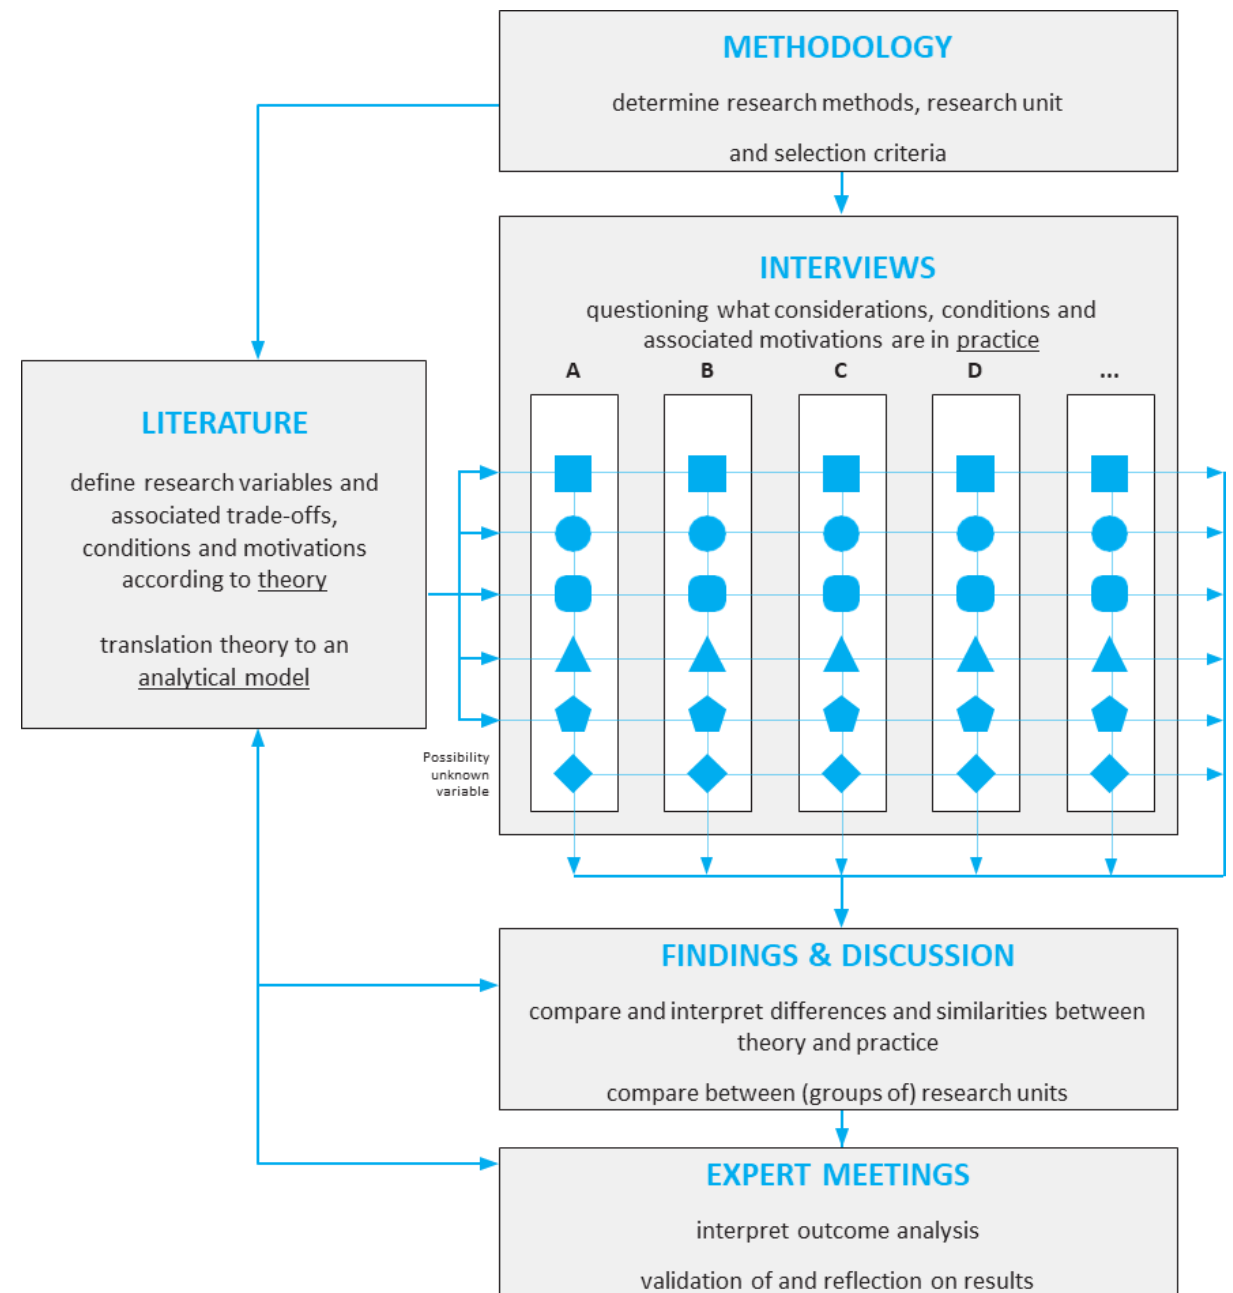 METHODOLOGY
determine research methods, research unit
and selection criteria
INTERVIEWS
questioning what considerations, conditions and
associated motivations are in practice
A B C D ...
LITERATURE
define research variables and
associated trade-offs,
conditions and motivations
according to theory
translation theory to an
analytical model
Possibility
unknown
variable
FINDINGS & DISCUSSION
compare and interpret differences and similarities between
theory and practice
compare between (groups of) research units
EXPERT MEETINGS
interpret outcome analysis
validation of and reflection on results